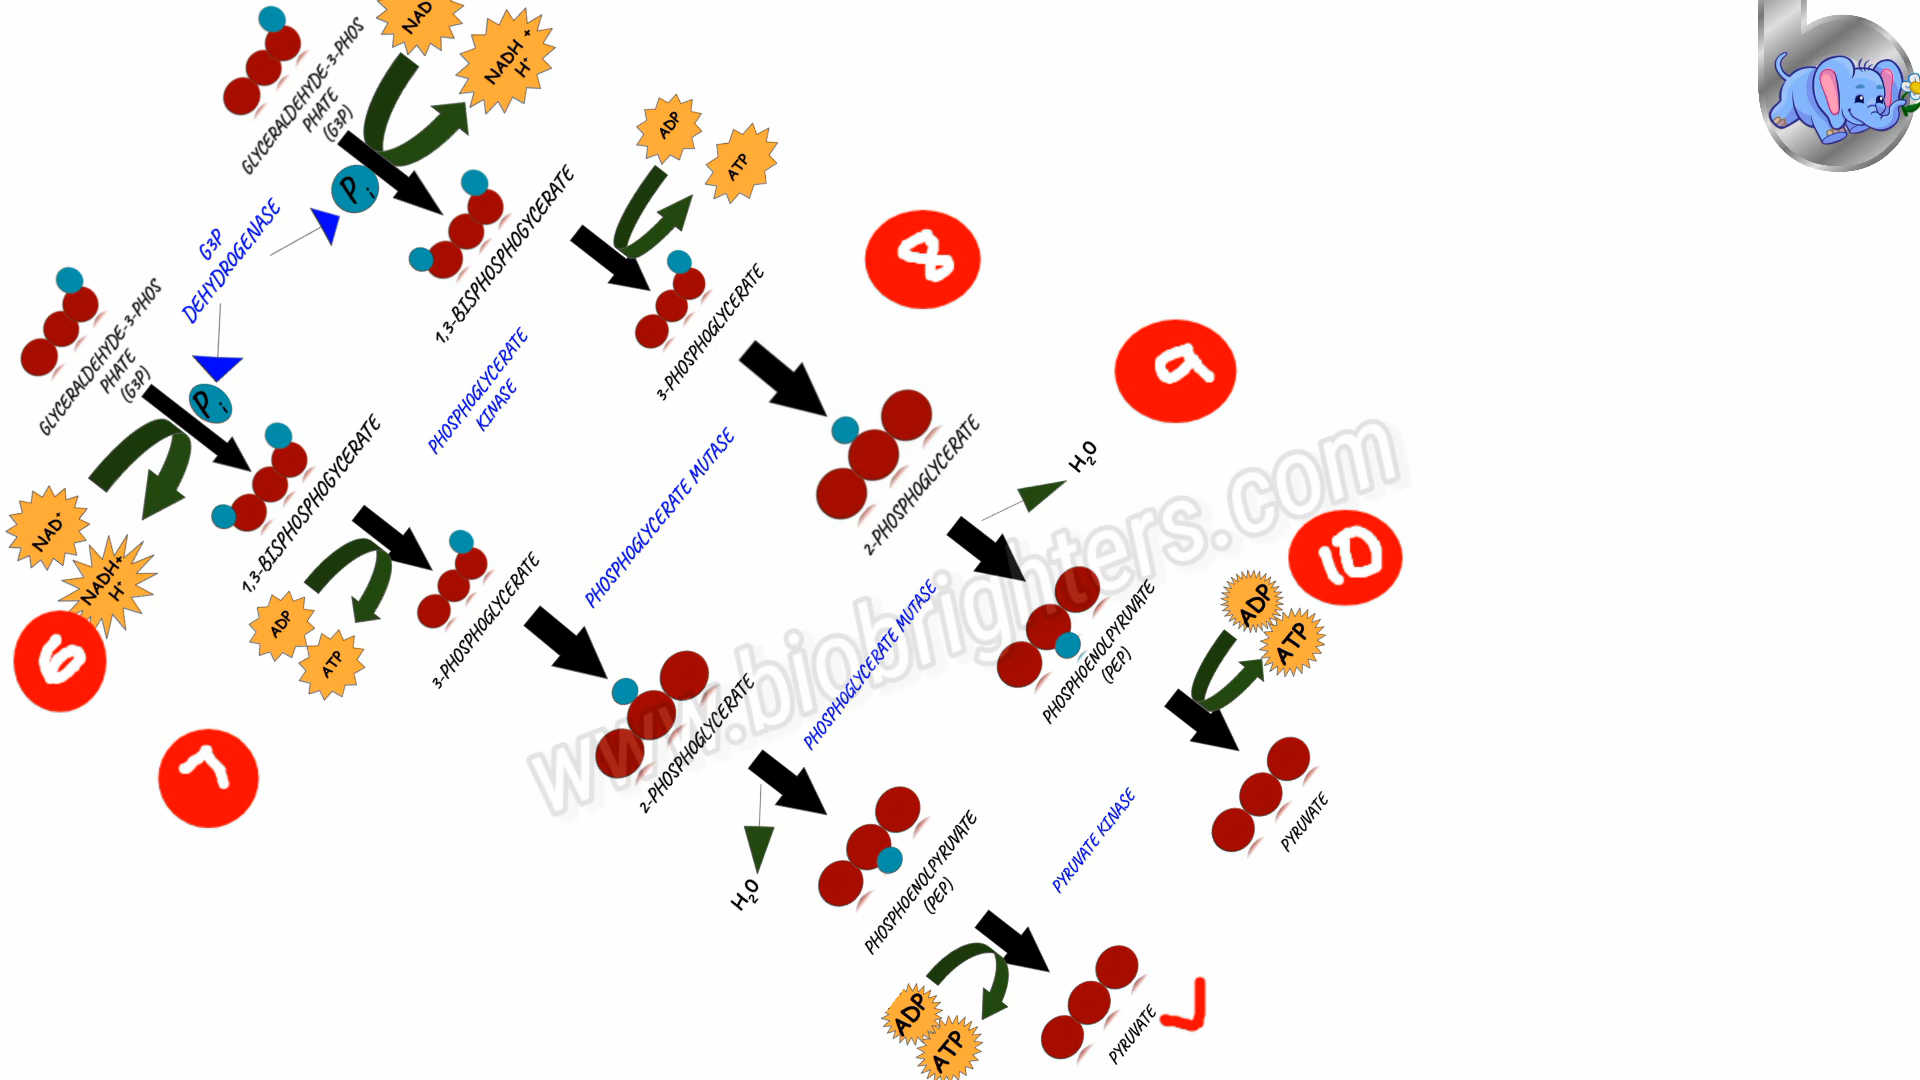 NAD
NADH +
H+
GLYCERALDEHYDE-3-PHOS
PHATE
(G3P)
Pi
ADP
ATP
1,3-BISPHOSPHOGYCERATE
3-PHOSPHOGLYCERATE
8
G3P
DEHYDROGENASE
GLYCERALDEHYDE-3-PHOS
PHATE
(G3P)
Pi
NAD+
NADH+
H+
6
7
1,3-BISPHOSPHOGYCERATE
PHOSPHOGLYCERATE
KINASE
ADP
ATP
3-PHOSPHOGLYCERATE
PHOSPHOGLYCERATE MUTASE
2-PHOSPHOGLYCERATE
9
H2O
PHOSPHOENOLPYRUVATE
(PEP)
10
ADP
ATP
PYRUVATE
2-PHOSPHOGLYCERATE
PHOSPHOGLYCERATE MUTASE
H2O
PHOSPHOENOLPYRUVATE
(PEP)
PYRUVATE KINASE
ADP
ATP
PYRUVATE
www.biobrighters.com
b